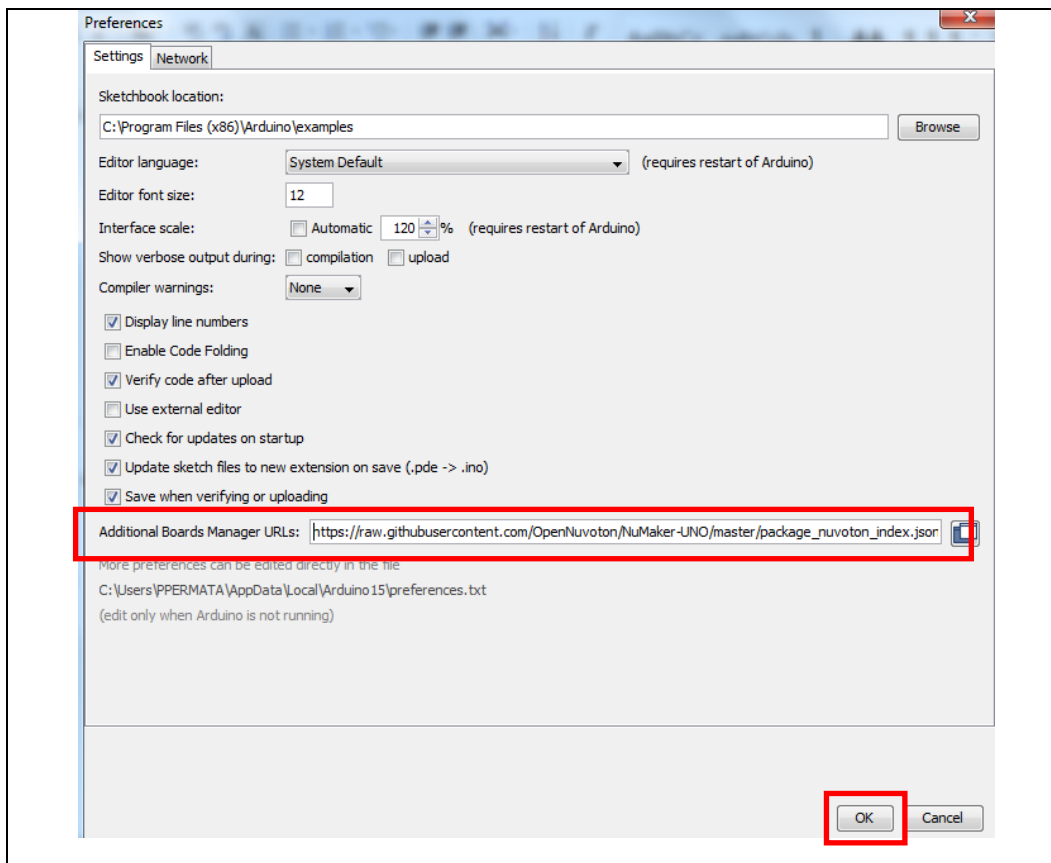 Preferences
Settings Network
Sketchbook location:
C:\Program Files (x86)\Arduino\examples Browse
Editor language: System Default (requires restart of Arduino)
Editor font size: 12
Interface scale: Automatic 120 % (requires restart of Arduino)
Show verbose output during: compilation upload
Compiler warnings: None
Display line numbers
Enable Code Folding
Verify code after upload
Use external editor
Check for updates on startup
Update sketch files to new extension on save (.pde -> .ino)
Save when verifying or uploading
Additional Boards Manager URLs: https://raw.githubusercontent.com/OpenNuvoton/NuMaker-UNO/master/package_nuvoton_index.json
More preferences can be edited directly in the file
C:\Users\PPERMATA\AppData\Local\Arduino15\preferences.txt
(edit only when Arduino is not running)
OK Cancel